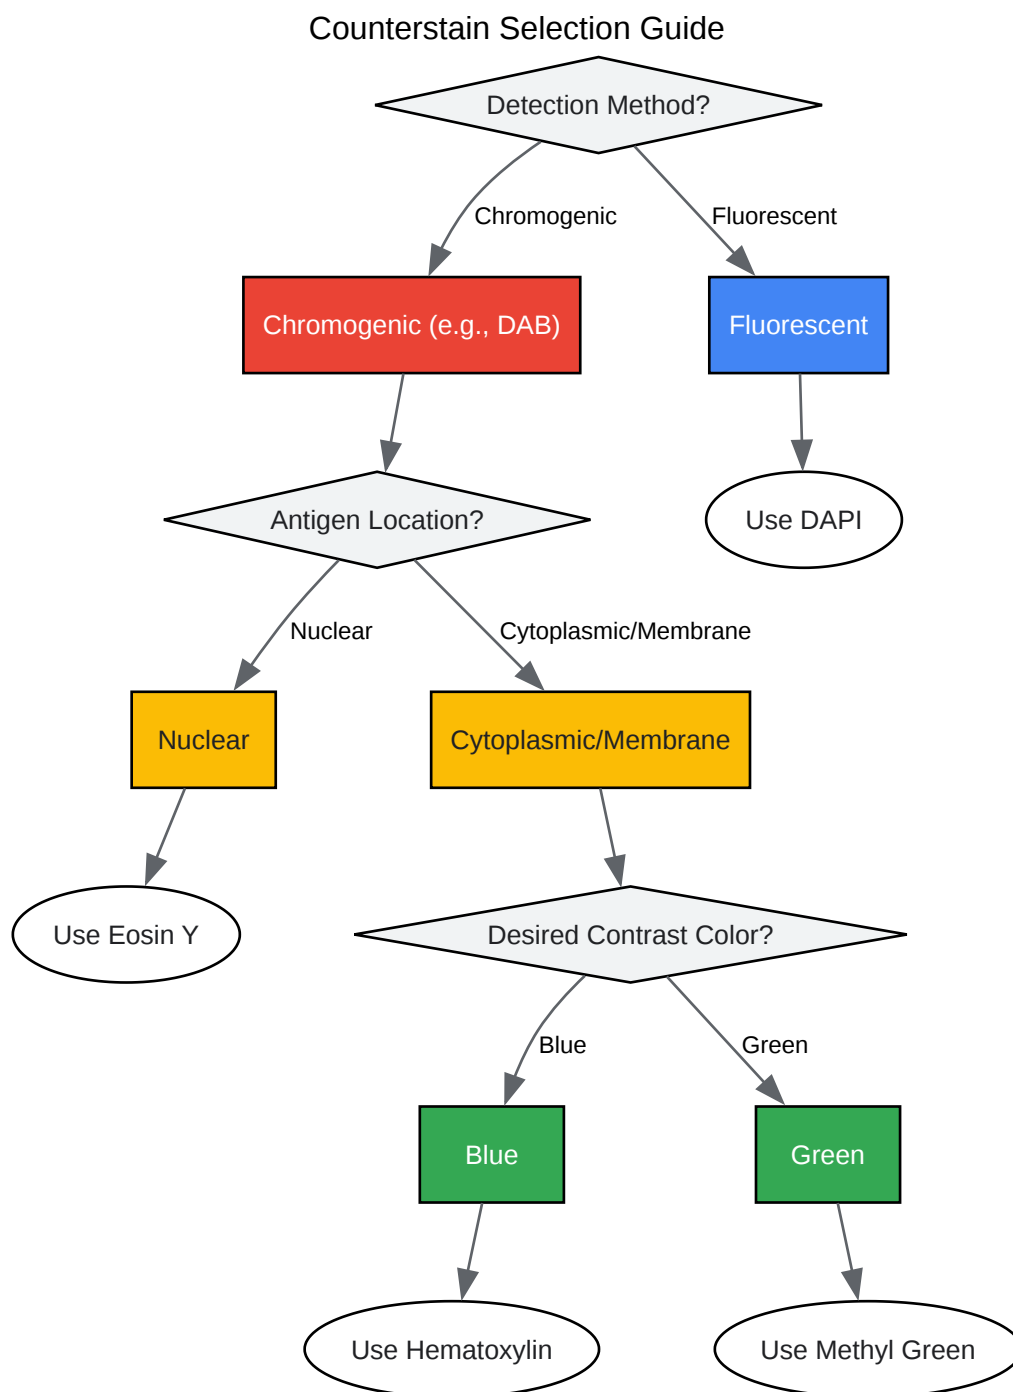 Counterstain Selection Guide
Detection Method?
Chromogenic
Fluorescent
Chromogenic (e.g., DAB)
Fluorescent
Antigen Location?
Use DAPI
Nuclear
Cytoplasmic/Membrane
Nuclear
Cytoplasmic/Membrane
Use Eosin Y
Desired Contrast Color?
Blue
Green
Blue
Green
Use Hematoxylin
Use Methyl Green